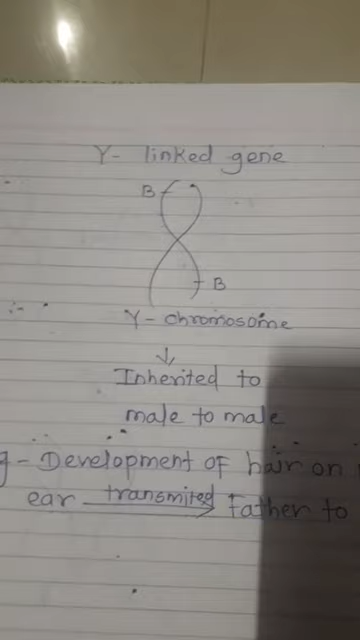 Y- linked gene
B
B
Y- chromosome
↓
Inherited to
male to male
g - Development of hair on
ear transmited Father to